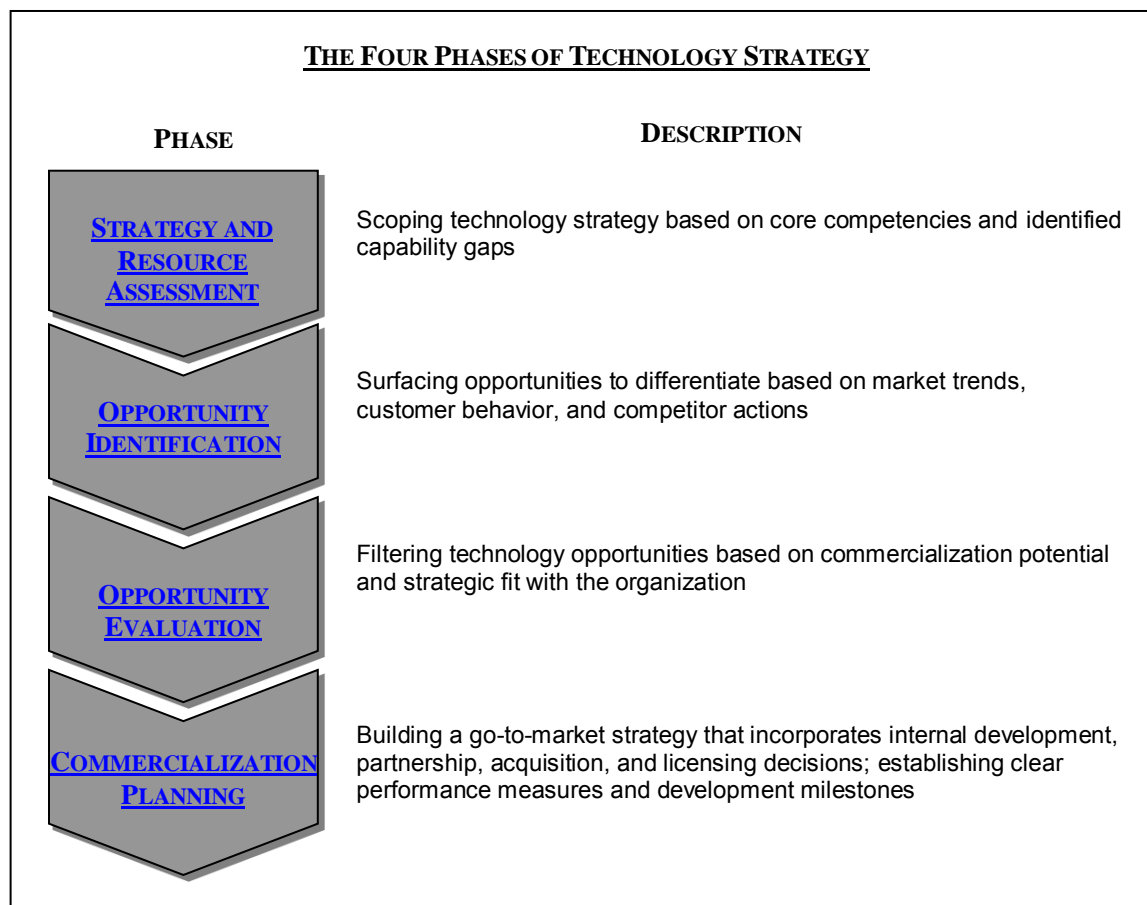 THE FOUR PHASES OF TECHNOLOGY STRATEGY
PHASE
DESCRIPTION
STRATEGY AND
RESOURCE
ASSESSMENT
Scoping technology strategy based on core competencies and identified
capability gaps
OPPORTUNITY
IDENTIFICATION
Surfacing opportunities to differentiate based on market trends,
customer behavior, and competitor actions
OPPORTUNITY
EVALUATION
Filtering technology opportunities based on commercialization potential
and strategic fit with the organization
COMMERCIALIZATION
PLANNING
Building a go-to-market strategy that incorporates internal development,
partnership, acquisition, and licensing decisions; establishing clear
performance measures and development milestones